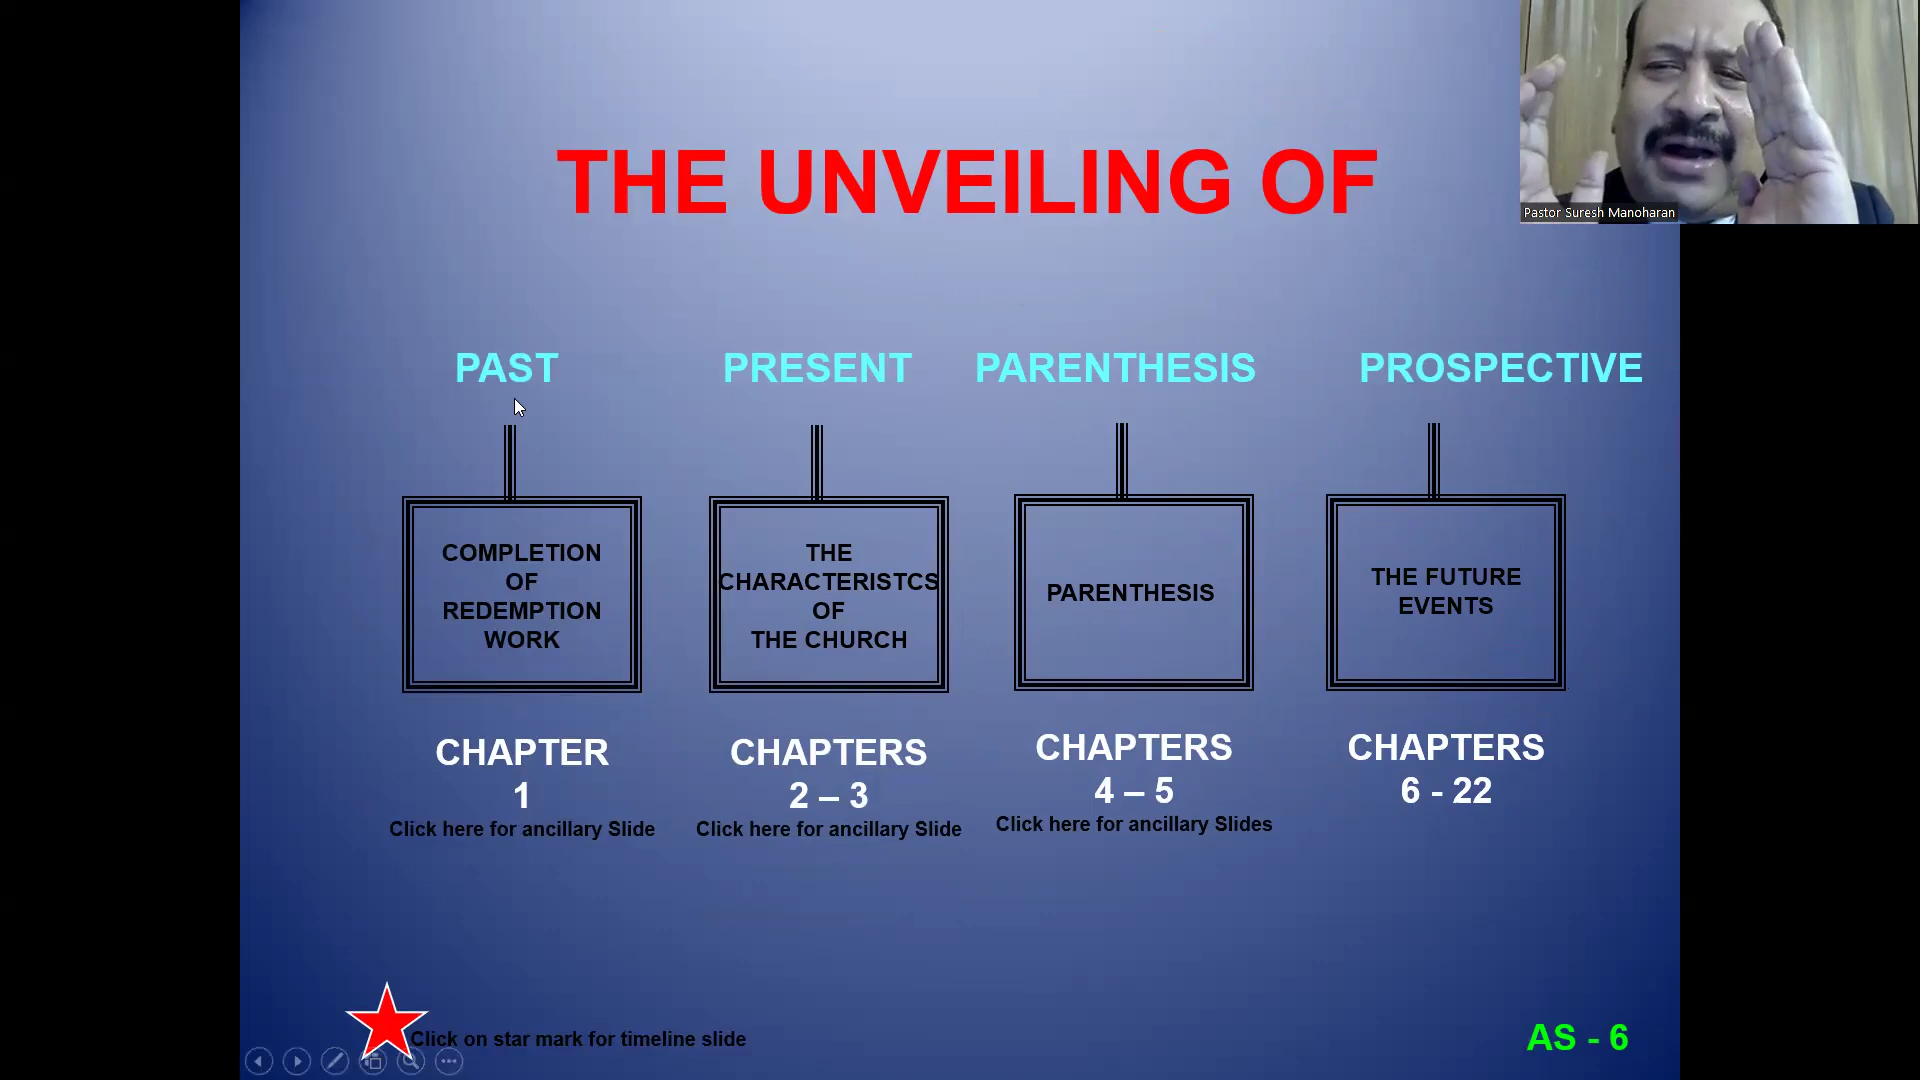 THE UNVEILING OF
Pastor Suresh Manoharan
PAST
PRESENT
PARENTHESIS
PROSPECTIVE
COMPLETION
OF
REDEMPTION
WORK
THE
CHARACTERISTCS
OF
THE CHURCH
PARENTHESIS
THE FUTURE
EVENTS
CHAPTER
1
Click here for ancillary Slide
CHAPTERS
2 – 3
Click here for ancillary Slide
CHAPTERS
4 – 5
Click here for ancillary Slides
CHAPTERS
6 - 22
Click on star mark for timeline slide
AS - 6